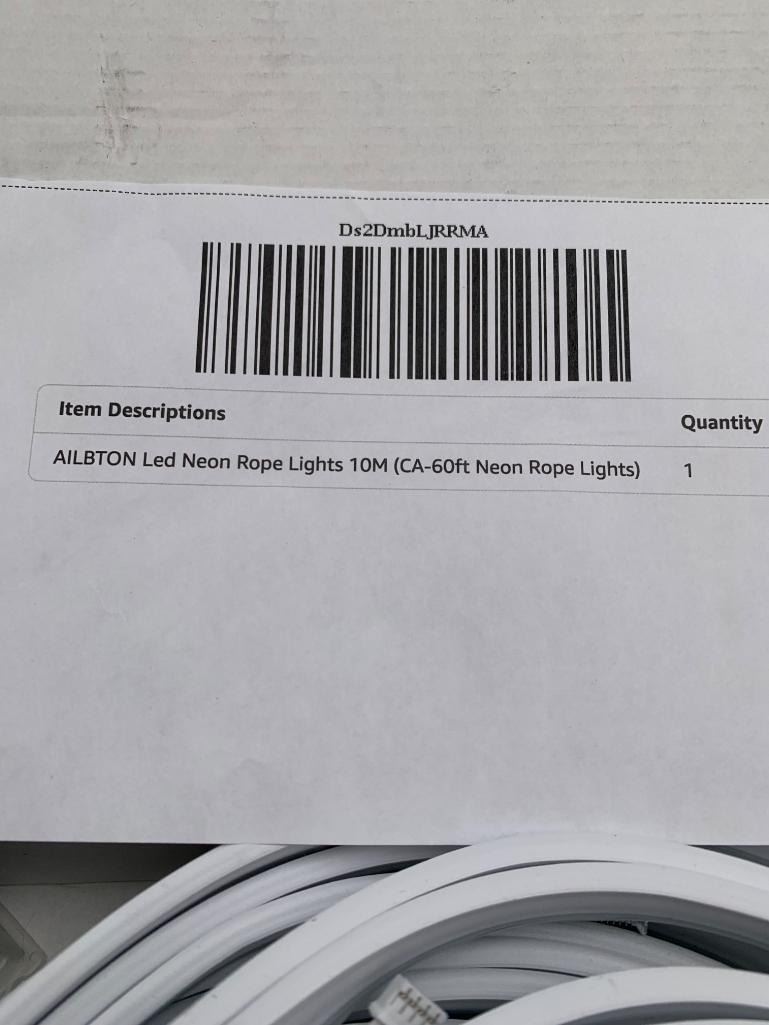 Ds2DmbLJRRMA
Item Descriptions Quantity
AILBTON Led Neon Rope Lights 10M (CA-60ft Neon Rope Lights) 1